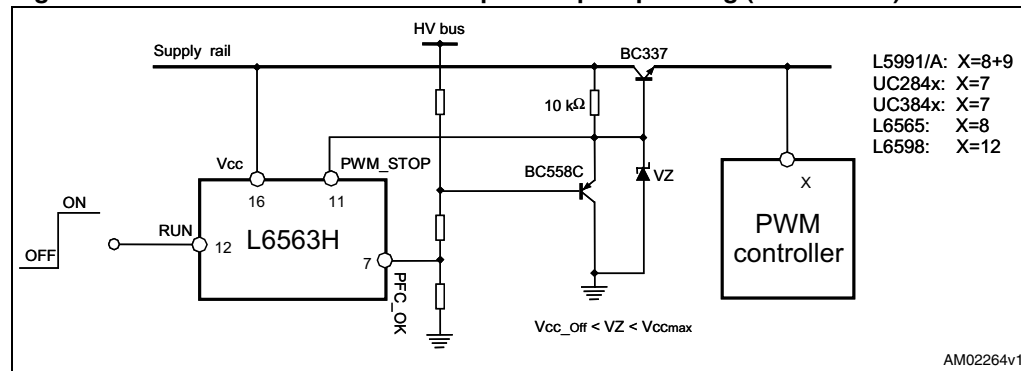 HV bus
Supply rail
BC337
L5991/A: X=8+9
UC284x: X=7
UC384x: X=7
L6565: X=8
L6598: X=12
10 kΩ
Vcc
PWM_STOP
BC558C
VZ
16
11
X
ON
OFF
RUN
12
L6563H
7
PFC_OK
PWM
controller
Vcc_Off < VZ < Vccmax
AM02264v1